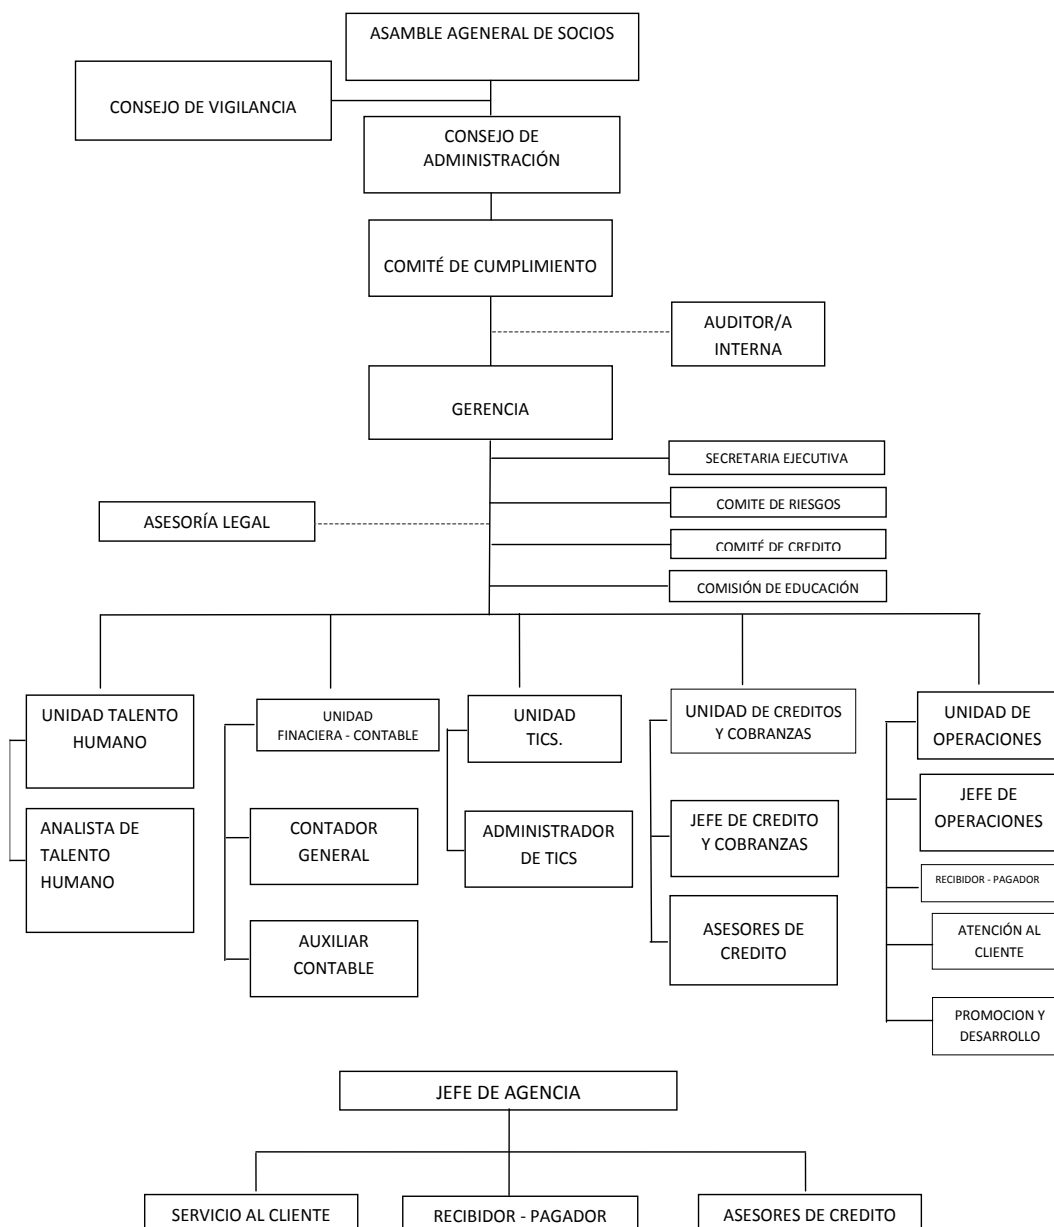 ASAMBLE AGENERAL DE SOCIOS
CONSEJO DE VIGILANCIA
CONSEJO DE
ADMINISTRACIÓN
COMITÉ DE CUMPLIMIENTO
AUDITOR/A
INTERNA
GERENCIA
SECRETARIA EJECUTIVA
COMITE DE RIESGOS
ASESORÍA LEGAL
COMITÉ DE CREDITO
COMISIÓN DE EDUCACIÓN
UNIDAD TALENTO
HUMANO
UNIDAD
FINACIERA - CONTABLE
UNIDAD
TICS.
UNIDAD DE CREDITOS
Y COBRANZAS
UNIDAD DE
OPERACIONES
ANALISTA DE
TALENTO
HUMANO
CONTADOR
GENERAL
ADMINISTRADOR
DE TICS
JEFE DE CREDITO
Y COBRANZAS
JEFE DE
OPERACIONES
RECIBIDOR - PAGADOR
AUXILIAR
CONTABLE
ASESORES DE
CREDITO
ATENCIÓN AL
CLIENTE
PROMOCION Y
DESARROLLO
JEFE DE AGENCIA
SERVICIO AL CLIENTE
RECIBIDOR - PAGADOR
ASESORES DE CREDITO